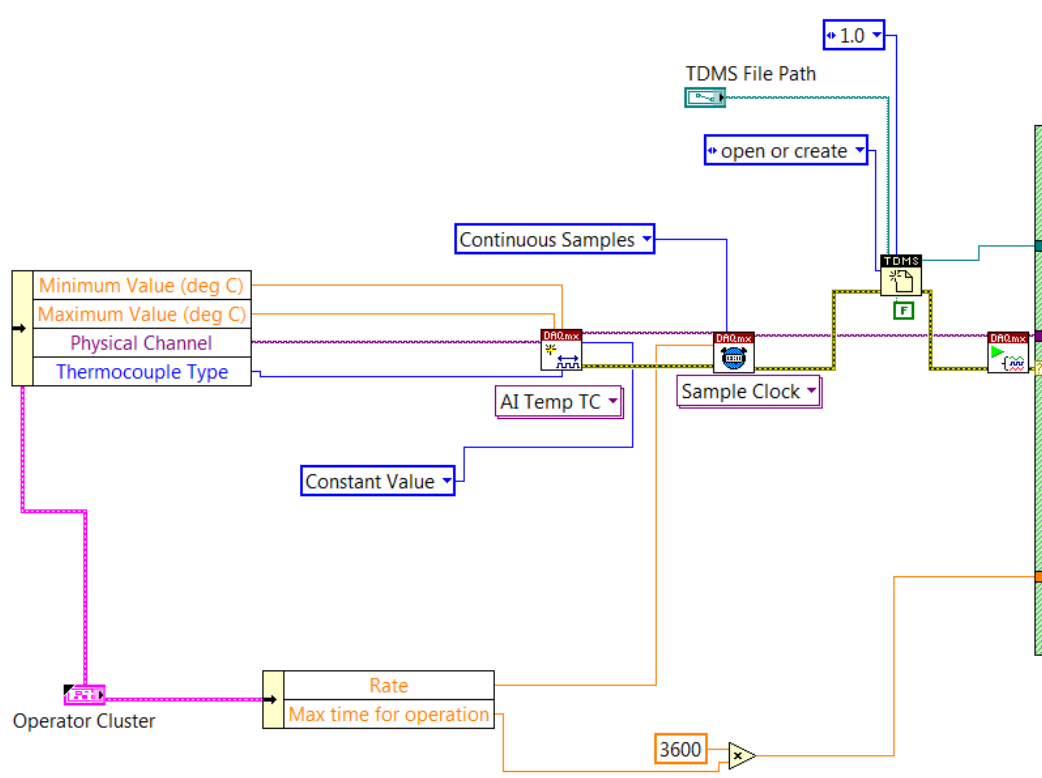 1.0
TDMS File Path
open or create
Continuous Samples
TDMS
F
Minimum Value (deg C)
Maximum Value (deg C)
Physical Channel
Thermocouple Type
DAQmx
DAQmx
DAQmx
AI Temp TC
Sample Clock
Constant Value
Operator Cluster
Rate
Max time for operation
3600
x
?